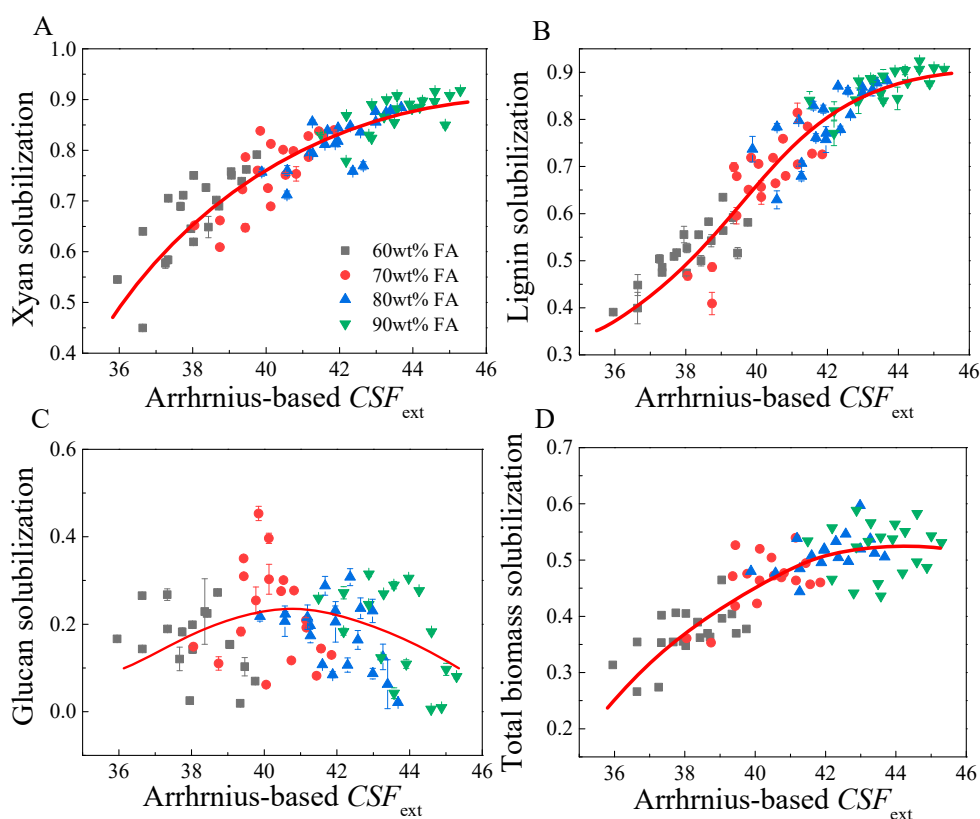 A
Xyan solubilization
1.0
0.9
0.8
0.7
0.6
0.5
0.4
60wt% FA
70wt% FA
80wt% FA
90wt% FA
36 38 40 42 44 46
Arrhrnius-based CSFext
B
Lignin solubilization
0.9
0.8
0.7
0.6
0.5
0.4
0.3
36 38 40 42 44 46
Arrhrnius-based CSFext
C
Glucan solubilization
0.6
0.4
0.2
0.0
36 38 40 42 44 46
Arrhrnius-based CSFext
D
Total biomass solubilization
0.7
0.6
0.5
0.4
0.3
0.2
36 38 40 42 44 46
Arrhrnius-based CSFext